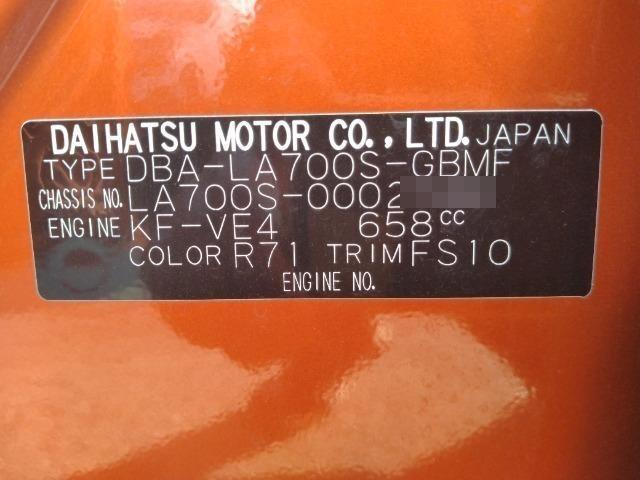 DAIHATSU MOTOR CO., LTD. JAPAN
TYPE DBA-LA700S-GBMF
CHASSIS NO. LA700S-0002
ENGINE KF-VE4 658CC
COLOR R71 TRIM FS10
ENGINE NO.